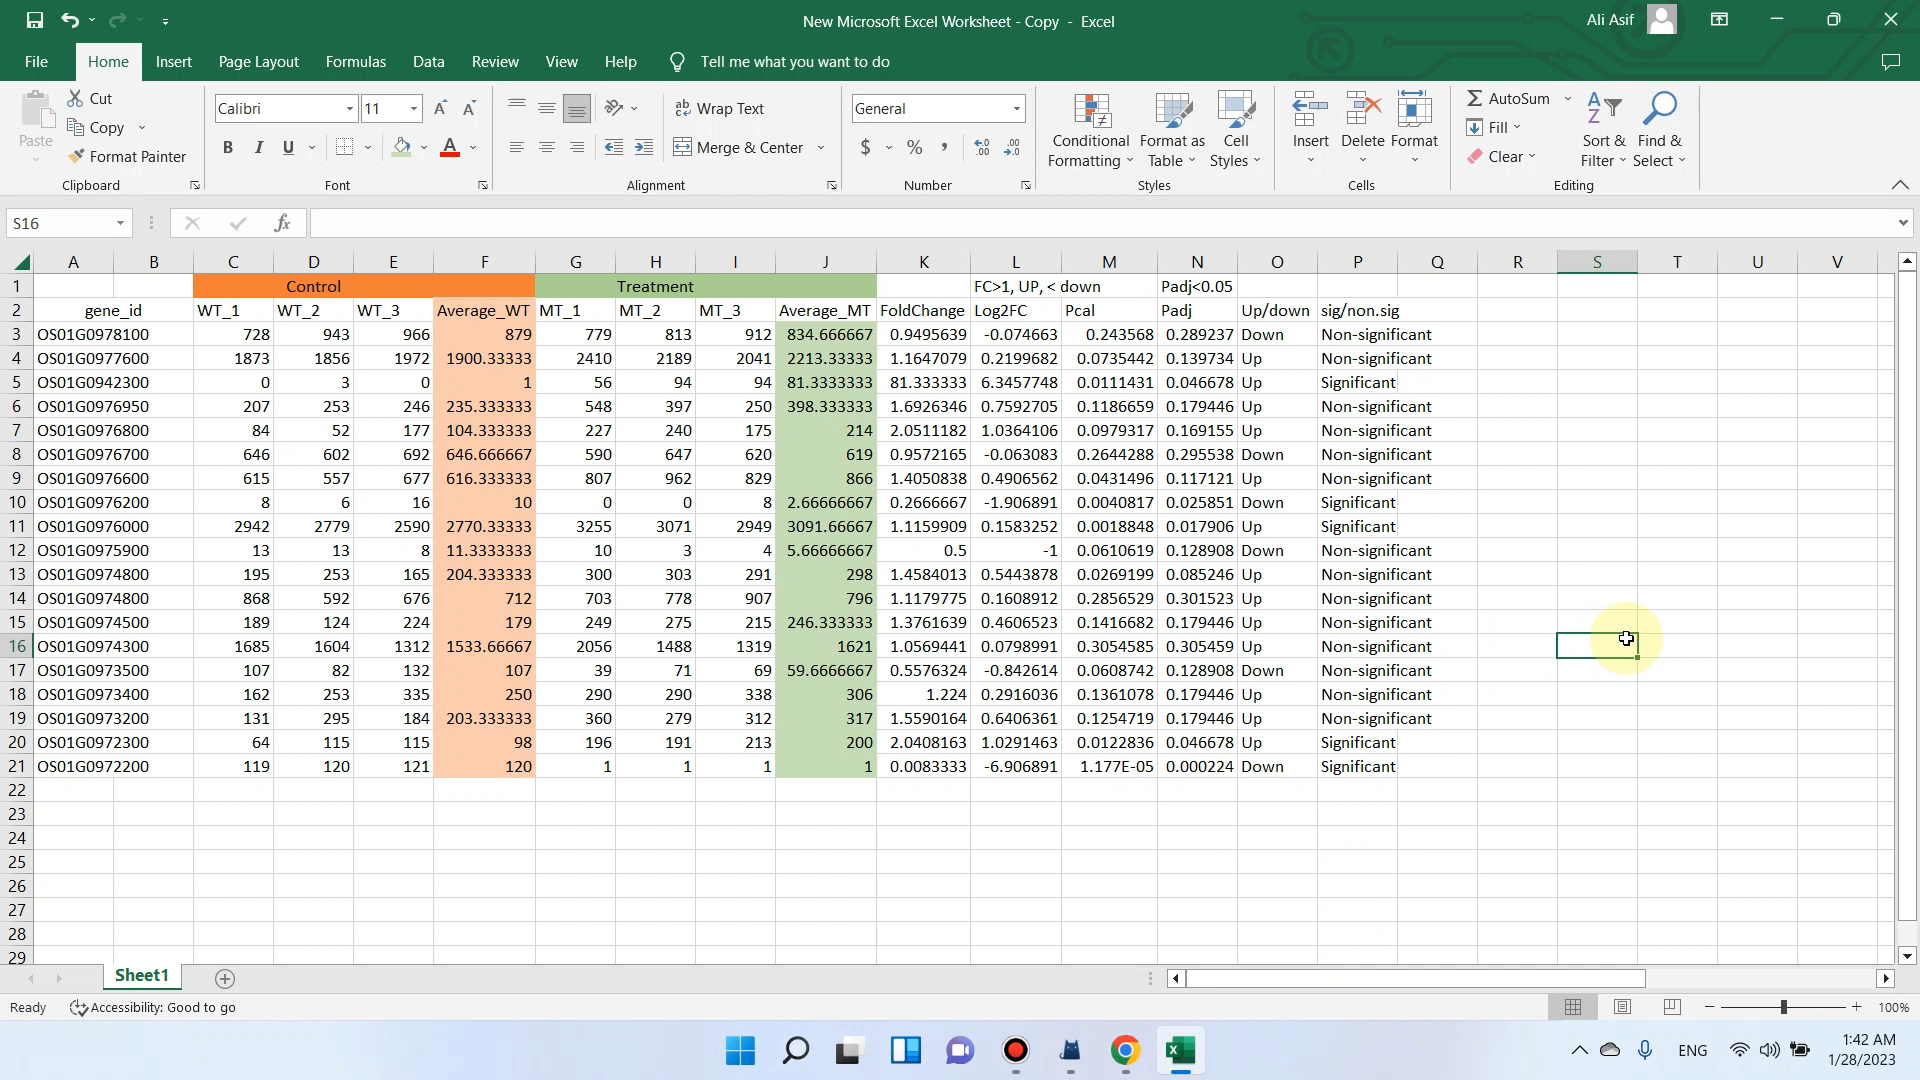 New Microsoft Excel Worksheet - Copy - Excel
Ali Asif
File Home Insert Page Layout Formulas Data Review View Help Tell me what you want to do
Paste
Cut
Copy
Format Painter
Clipboard
Calibri 11
B I U
Font
Wrap Text
Merge & Center
Alignment
General
$ % ,
Number
Conditional Formatting
Format as Table
Cell Styles
Styles
Insert Delete Format
Cells
AutoSum
Fill
Clear
Sort & Filter
Find & Select
Editing
S16 fx
A B C D E F G H I J K L M N O P Q R S T U V
1 Control Treatment FC>1, UP, < down Padj<0.05
2 gene_id WT_1 WT_2 WT_3 Average_WT MT_1 MT_2 MT_3 Average_MT FoldChange Log2FC Pcal Padj Up/down sig/non.sig
3 OS01G0978100 728 943 966 879 779 813 912 834.666667 0.9495639 -0.074663 0.243568 0.289237 Down Non-significant
4 OS01G0977600 1873 1856 1972 1900.33333 2410 2189 2041 2213.33333 1.1647079 0.2199682 0.0735442 0.139734 Up Non-significant
5 OS01G0942300 0 3 0 1 56 94 94 81.3333333 81.333333 6.3457748 0.0111431 0.046678 Up Significant
6 OS01G0976950 207 253 246 235.333333 548 397 250 398.333333 1.6926346 0.7592705 0.1186659 0.179446 Up Non-significant
7 OS01G0976800 84 52 177 104.333333 227 240 175 214 2.0511182 1.0364106 0.0979317 0.169155 Up Non-significant
8 OS01G0976700 646 602 692 646.666667 590 647 620 619 0.9572165 -0.063083 0.2644288 0.295538 Down Non-significant
9 OS01G0976600 615 557 677 616.333333 807 962 829 866 1.4050838 0.4906562 0.0431496 0.117121 Up Non-significant
10 OS01G0976200 8 6 16 10 0 0 8 2.66666667 0.2666667 -1.906891 0.0040817 0.025851 Down Significant
11 OS01G0976000 2942 2779 2590 2770.33333 3255 3071 2949 3091.66667 1.1159909 0.1583252 0.0018848 0.017906 Up Significant
12 OS01G0975900 13 13 8 11.3333333 10 3 4 5.66666667 0.5 -1 0.0610619 0.128908 Down Non-significant
13 OS01G0974800 195 253 165 204.333333 300 303 291 298 1.4584013 0.5443878 0.0269199 0.085246 Up Non-significant
14 OS01G0974800 868 592 676 712 703 778 907 796 1.1179775 0.1608912 0.2856529 0.301523 Up Non-significant
15 OS01G0974500 189 124 224 179 249 275 215 246.333333 1.3761639 0.4606523 0.1416682 0.179446 Up Non-significant
16 OS01G0974300 1685 1604 1312 1533.66667 2056 1488 1319 1621 1.0569441 0.0798991 0.3054585 0.305459 Up Non-significant
17 OS01G0973500 107 82 132 107 39 71 69 59.6666667 0.5576324 -0.842614 0.0608742 0.128908 Down Non-significant
18 OS01G0973400 162 253 335 250 290 290 338 306 1.224 0.2916036 0.1361078 0.179446 Up Non-significant
19 OS01G0973200 131 295 184 203.333333 360 279 312 317 1.5590164 0.6406361 0.1254719 0.179446 Up Non-significant
20 OS01G0972300 64 115 115 98 196 191 213 200 2.0408163 1.0291463 0.0122836 0.046678 Up Significant
21 OS01G0972200 119 120 121 120 1 1 1 1 0.0083333 -6.906891 1.177E-05 0.000224 Down Significant
22
23
24
25
26
27
28
29
Sheet1
Ready Accessibility: Good to go 100%
ENG
1:42 AM
1/28/2023